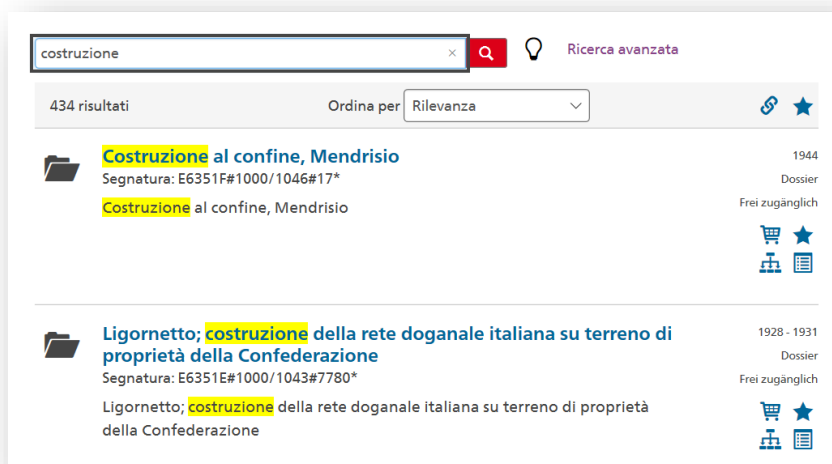 costruzione
Ricerca avanzata
434 risultati
Ordina per Rilevanza
Costruzione al confine, Mendrisio
1944
Segnatura: E6351F#1000/1046#17*
Dossier
Costruzione al confine, Mendrisio
Frei zugänglich
Ligornetto; costruzione della rete doganale italiana su terreno di
1928 - 1931
proprietà della Confederazione
Dossier
Segnatura: E6351E#1000/1043#7780*
Frei zugänglich
Ligornetto; costruzione della rete doganale italiana su terreno di proprietà
della Confederazione